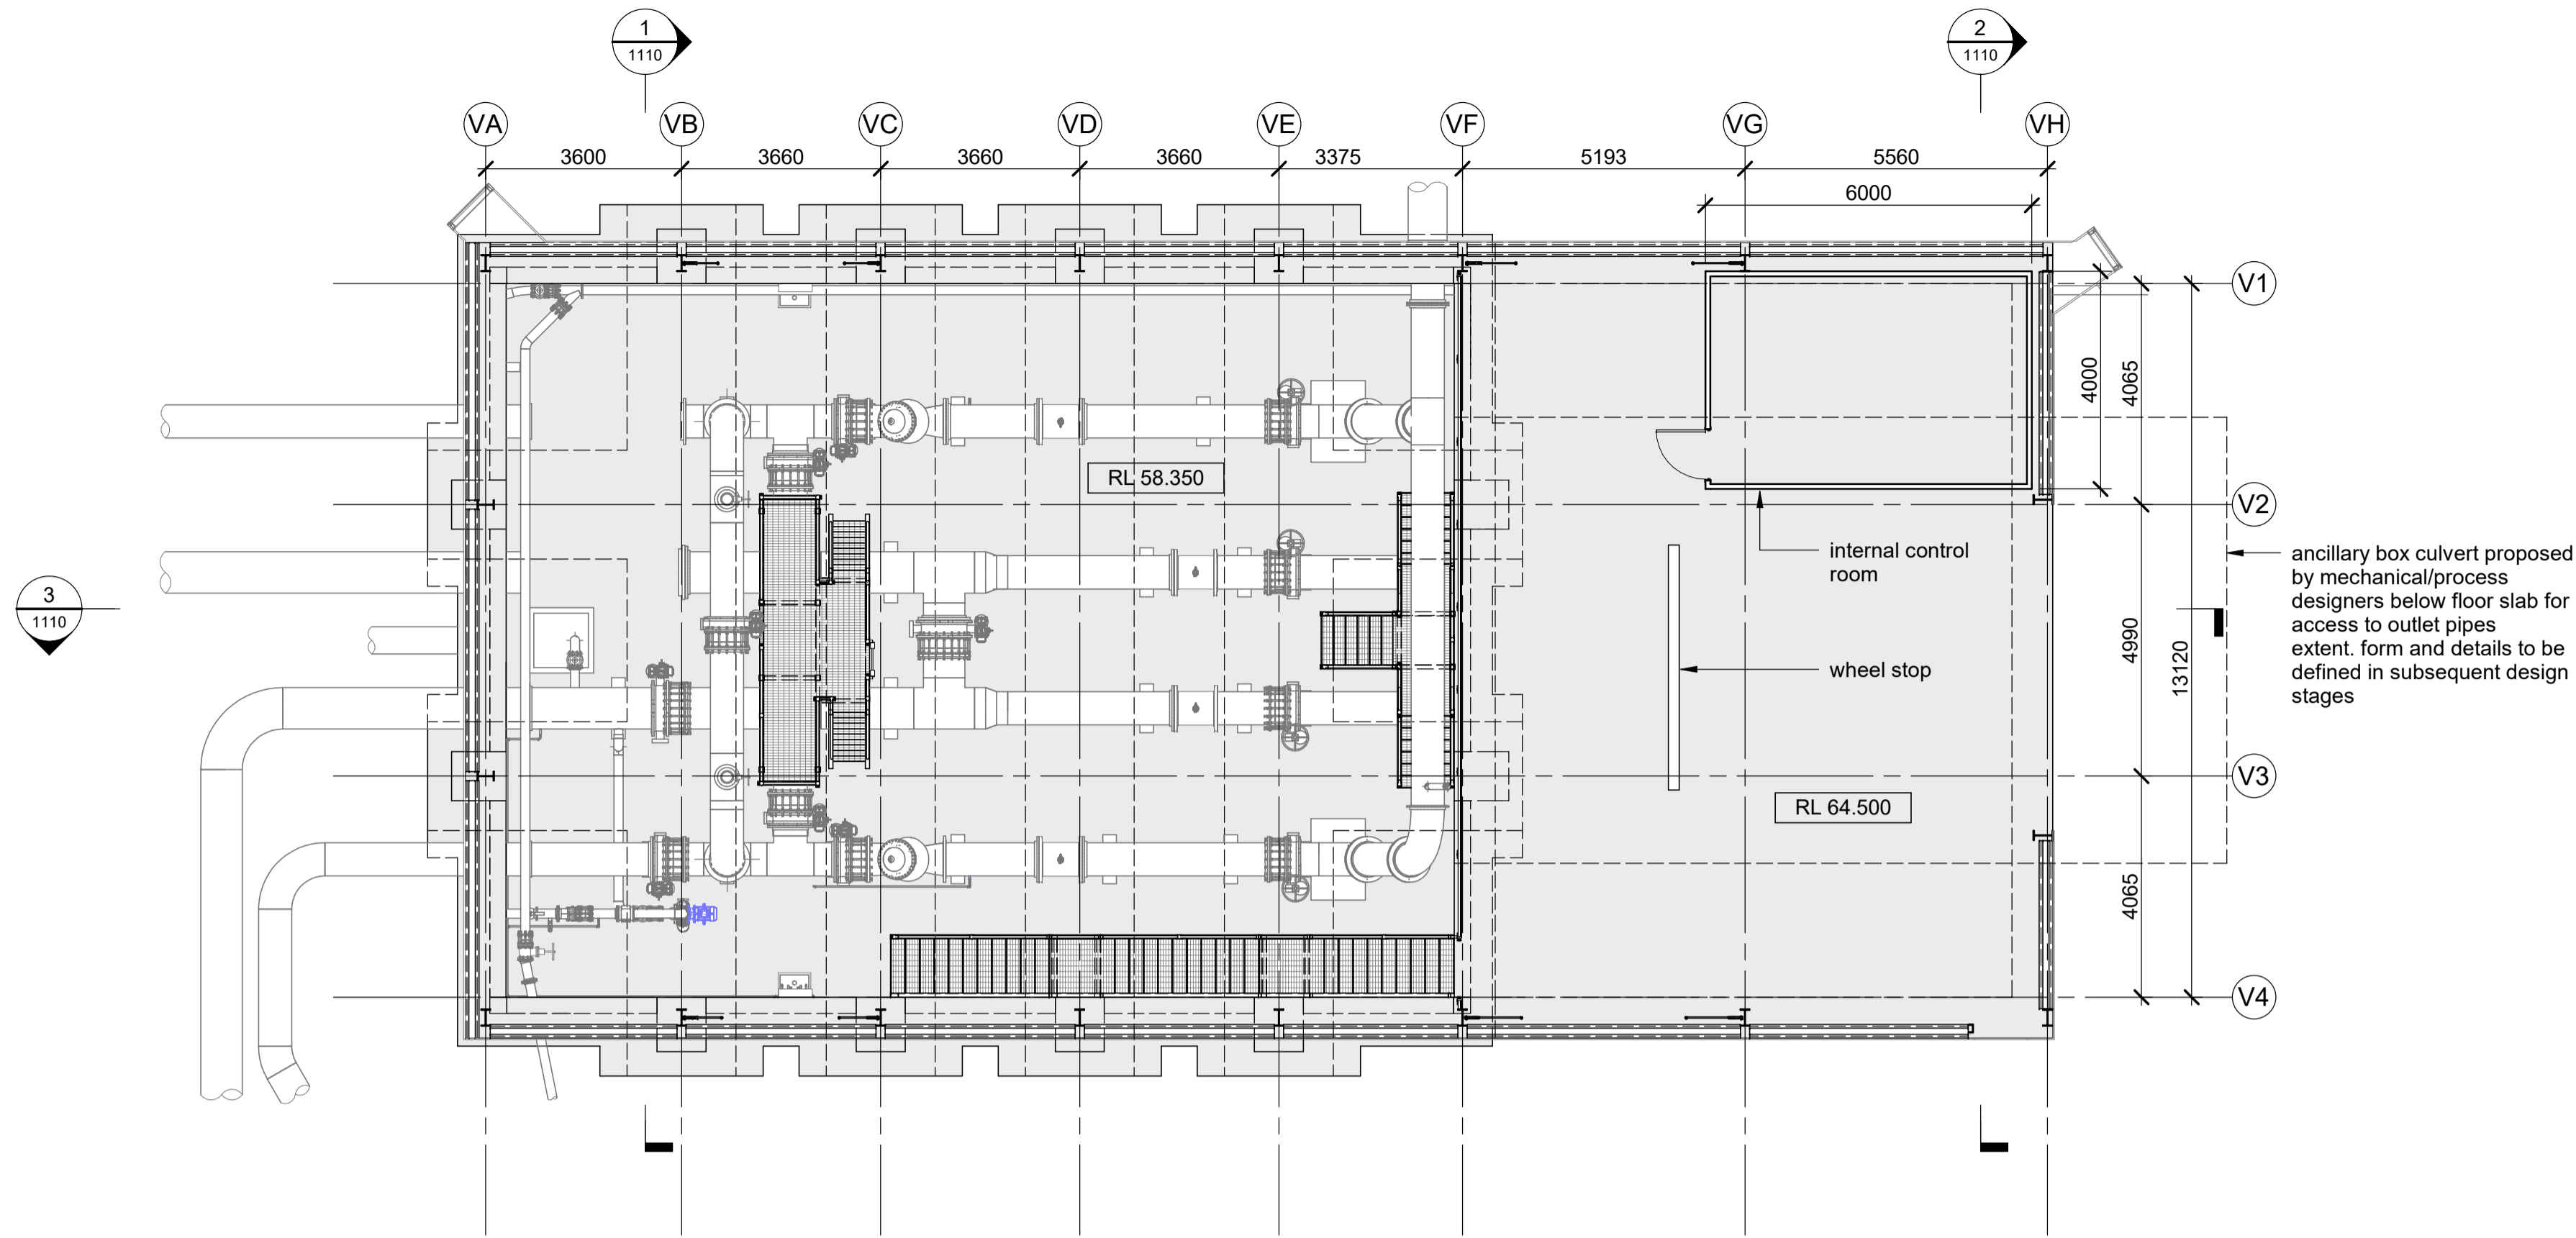 1
1110
2
1110
VA
VB
VC
VD
VE
VF
VG
VH
3600
3660
3660
3660
3375
5193
5560
6000
V1
4000
4065
RL 58.350
V2
internal control
room
ancillary box culvert proposed
by mechanical/process
designers below floor slab for
access to outlet pipes
extent. form and details to be
defined in subsequent design
stages
3
1110
4990
13120
wheel stop
V3
RL 64.500
4065
V4